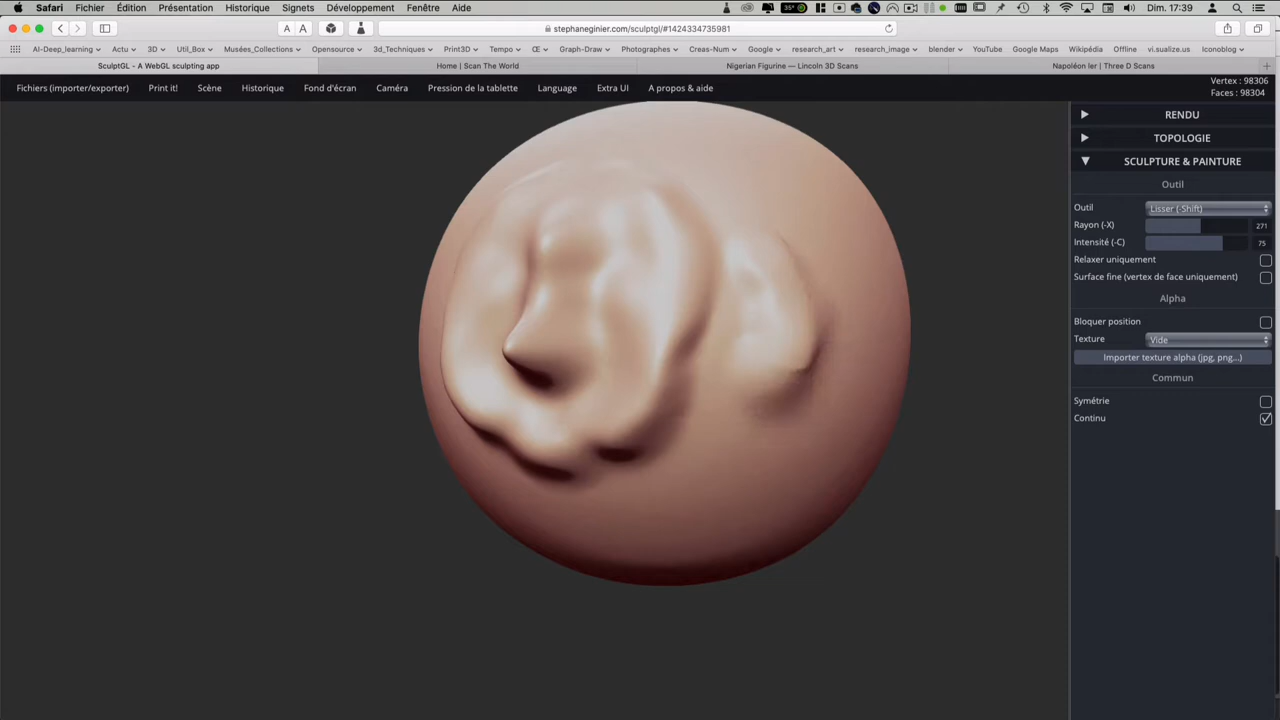 Safari Fichier Édition Présentation Historique Signets Développement Fenêtre Aide 35° Dim. 17:39
A A stephaneginier.com/sculptgl/#1424334735981
AI-Deep_learning Actu 3D Util_Box Musées_Collections Opensource 3d_Techniques Print3D Tempo Œ Graph-Draw Photographes Creas-Num Google research_art research_image blender YouTube Google Maps Wikipédia Offline vi.sualize.us Iconoblog
SculptGL - A WebGL sculpting app Home | Scan The World Nigerian Figurine — Lincoln 3D Scans Napoléon Ier | Three D Scans
Fichiers (importer/exporter) Print it! Scène Historique Fond d'écran Caméra Pression de la tablette Language Extra UI A propos & aide
Vertex : 98306
Faces : 98304
RENDU
TOPOLOGIE
SCULPTURE & PAINTURE
Outil
Outil Lisser (-Shift)
Rayon (-X) 271
Intensité (-C) 75
Relaxer uniquement
Surface fine (vertex de face uniquement)
Alpha
Bloquer position
Texture Vide
Importer texture alpha (jpg, png...)
Commun
Symétrie
Continu